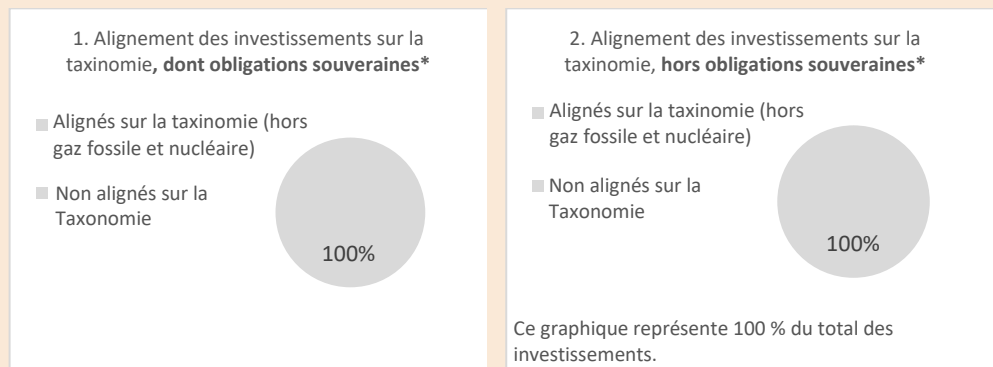 1. Alignement des investissements sur la
taxinomie, dont obligations souveraines*
Alignés sur la taxinomie (hors
gaz fossile et nucléaire)
Non alignés sur la
Taxonomie
100%
2. Alignement des investissements sur la
taxinomie, hors obligations souveraines*
Alignés sur la taxinomie (hors
gaz fossile et nucléaire)
Non alignés sur la
Taxonomie
100%
Ce graphique représente 100 % du total des
investissements.